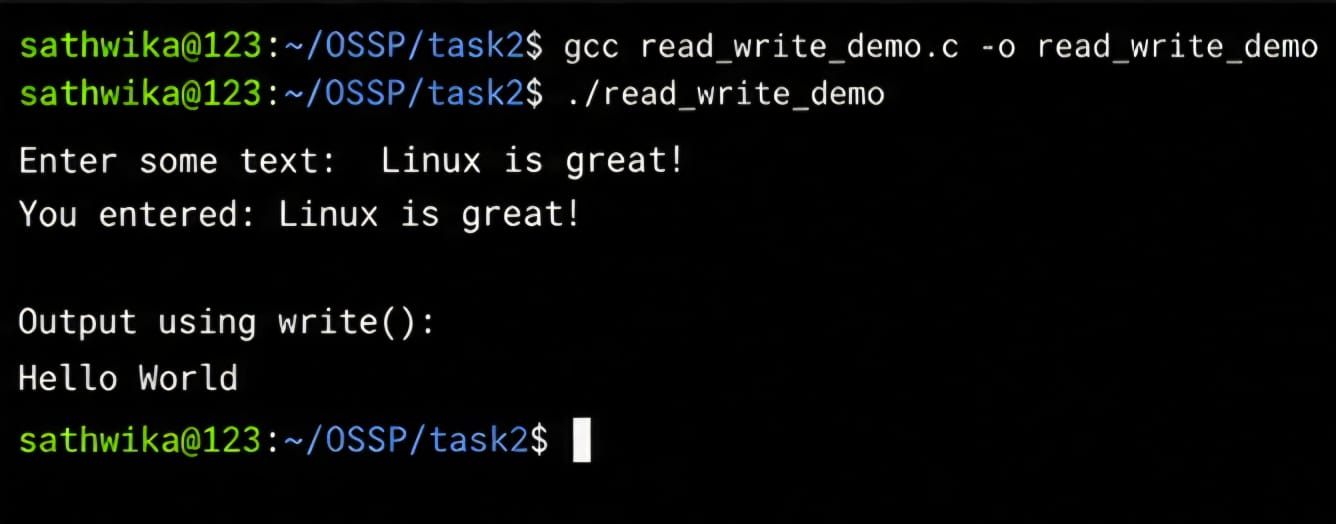 sathwika@123:~/OSSP/task2$ gcc read_write_demo.c -o read_write_demo
sathwika@123:~/OSSP/task2$ ./read_write_demo
Enter some text:  Linux is great!
You entered: Linux is great!
Output using write():
Hello World
sathwika@123:~/OSSP/task2$